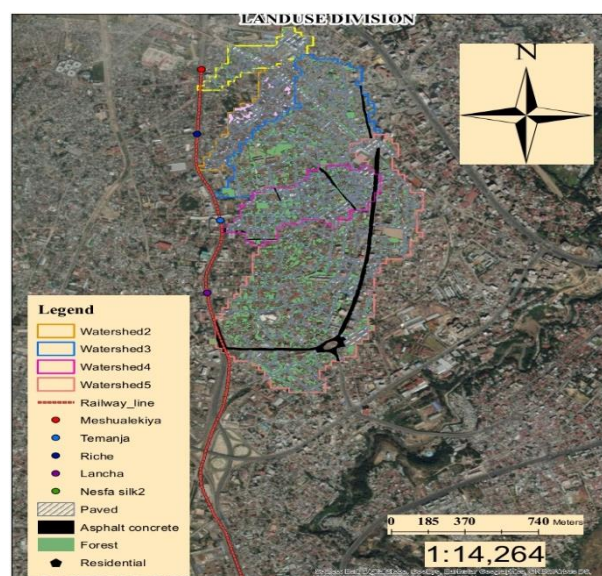 LANDUSE DIVISION
N
Legend
Watershed2
Watershed3
Watershed4
Watershed5
Railway_line
Meshualekiya
Temanja
Riche
Lancha
Nesfa silk2
Paved
Asphalt concrete
Forest
Residential
0 185 370 740 Meters
1:14,264